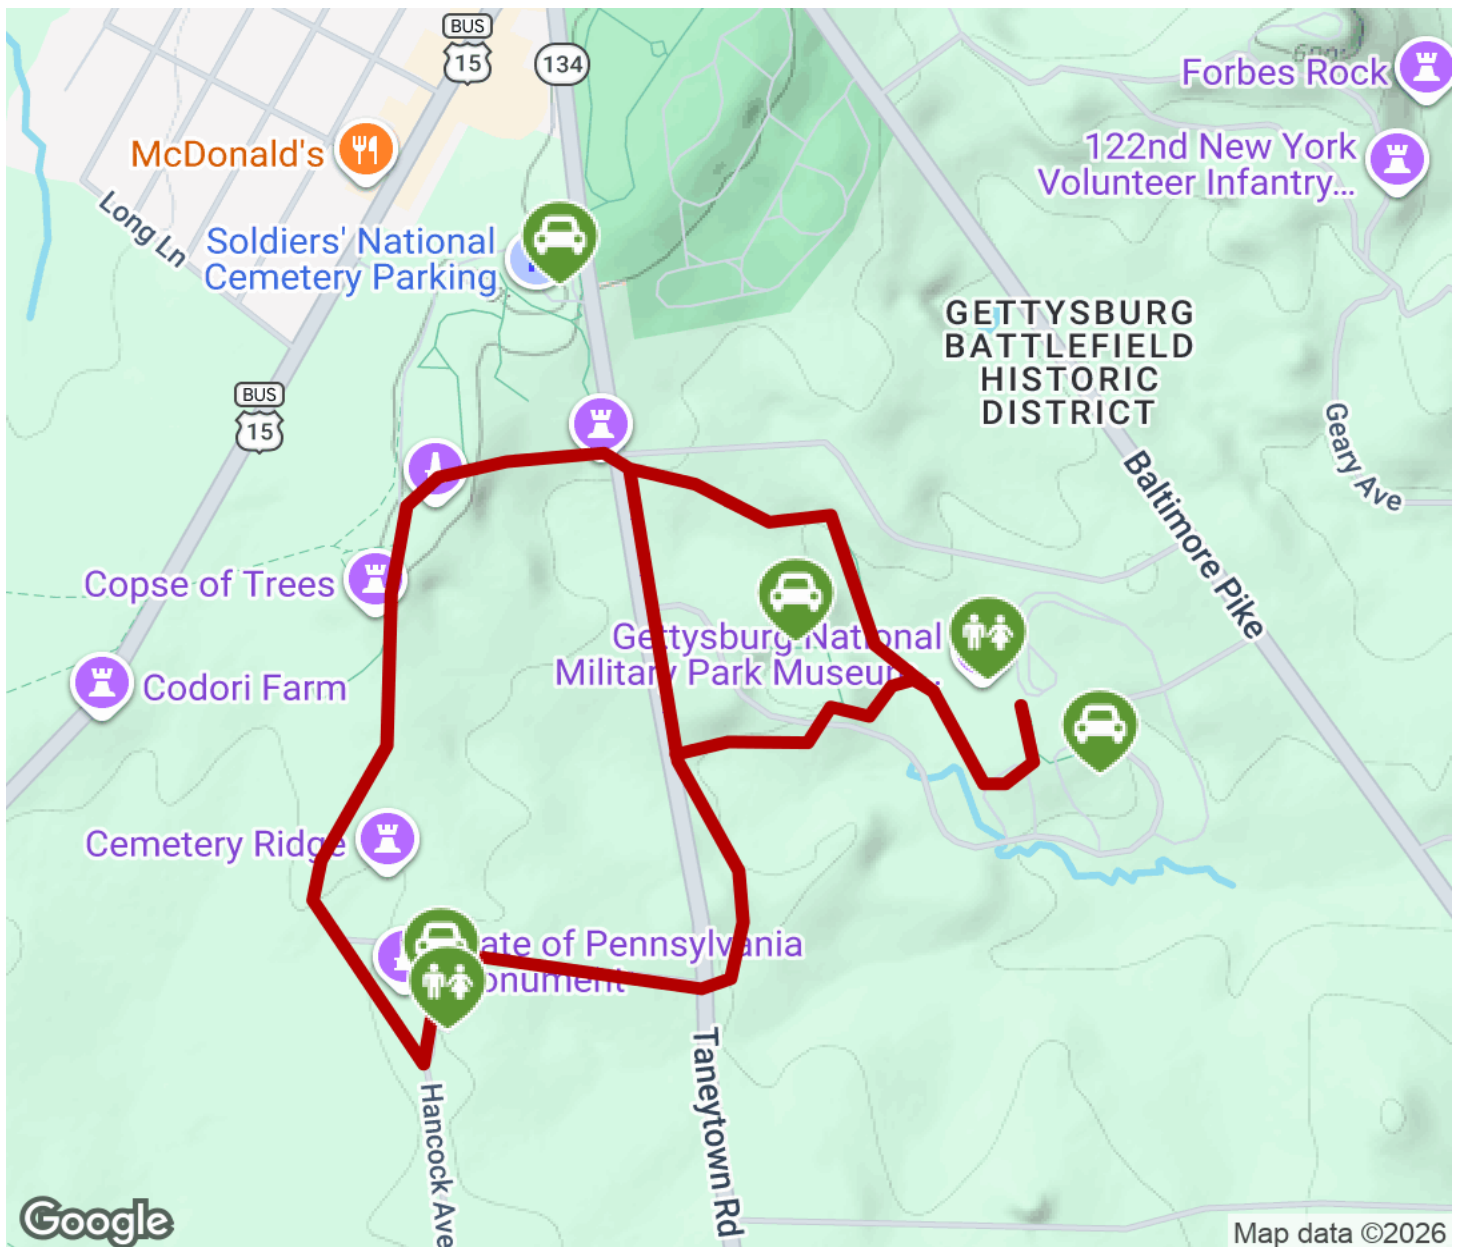 BUS
15
134
Forbes Rock
McDonald's
122nd New York
Volunteer Infantry...
Long Ln
Soldiers' National
Cemetery Parking
GETTYSBURG
BATTLEFIELD
HISTORIC
DISTRICT
BUS
15
Geary Ave
Baltimore Pike
Copse of Trees
Gettysburg National
Military Park Museum...
Codori Farm
Cemetery Ridge
ate of Pennsylvania
onument
Taneytown Rd
Hancock Ave
Google
Map data ©2026